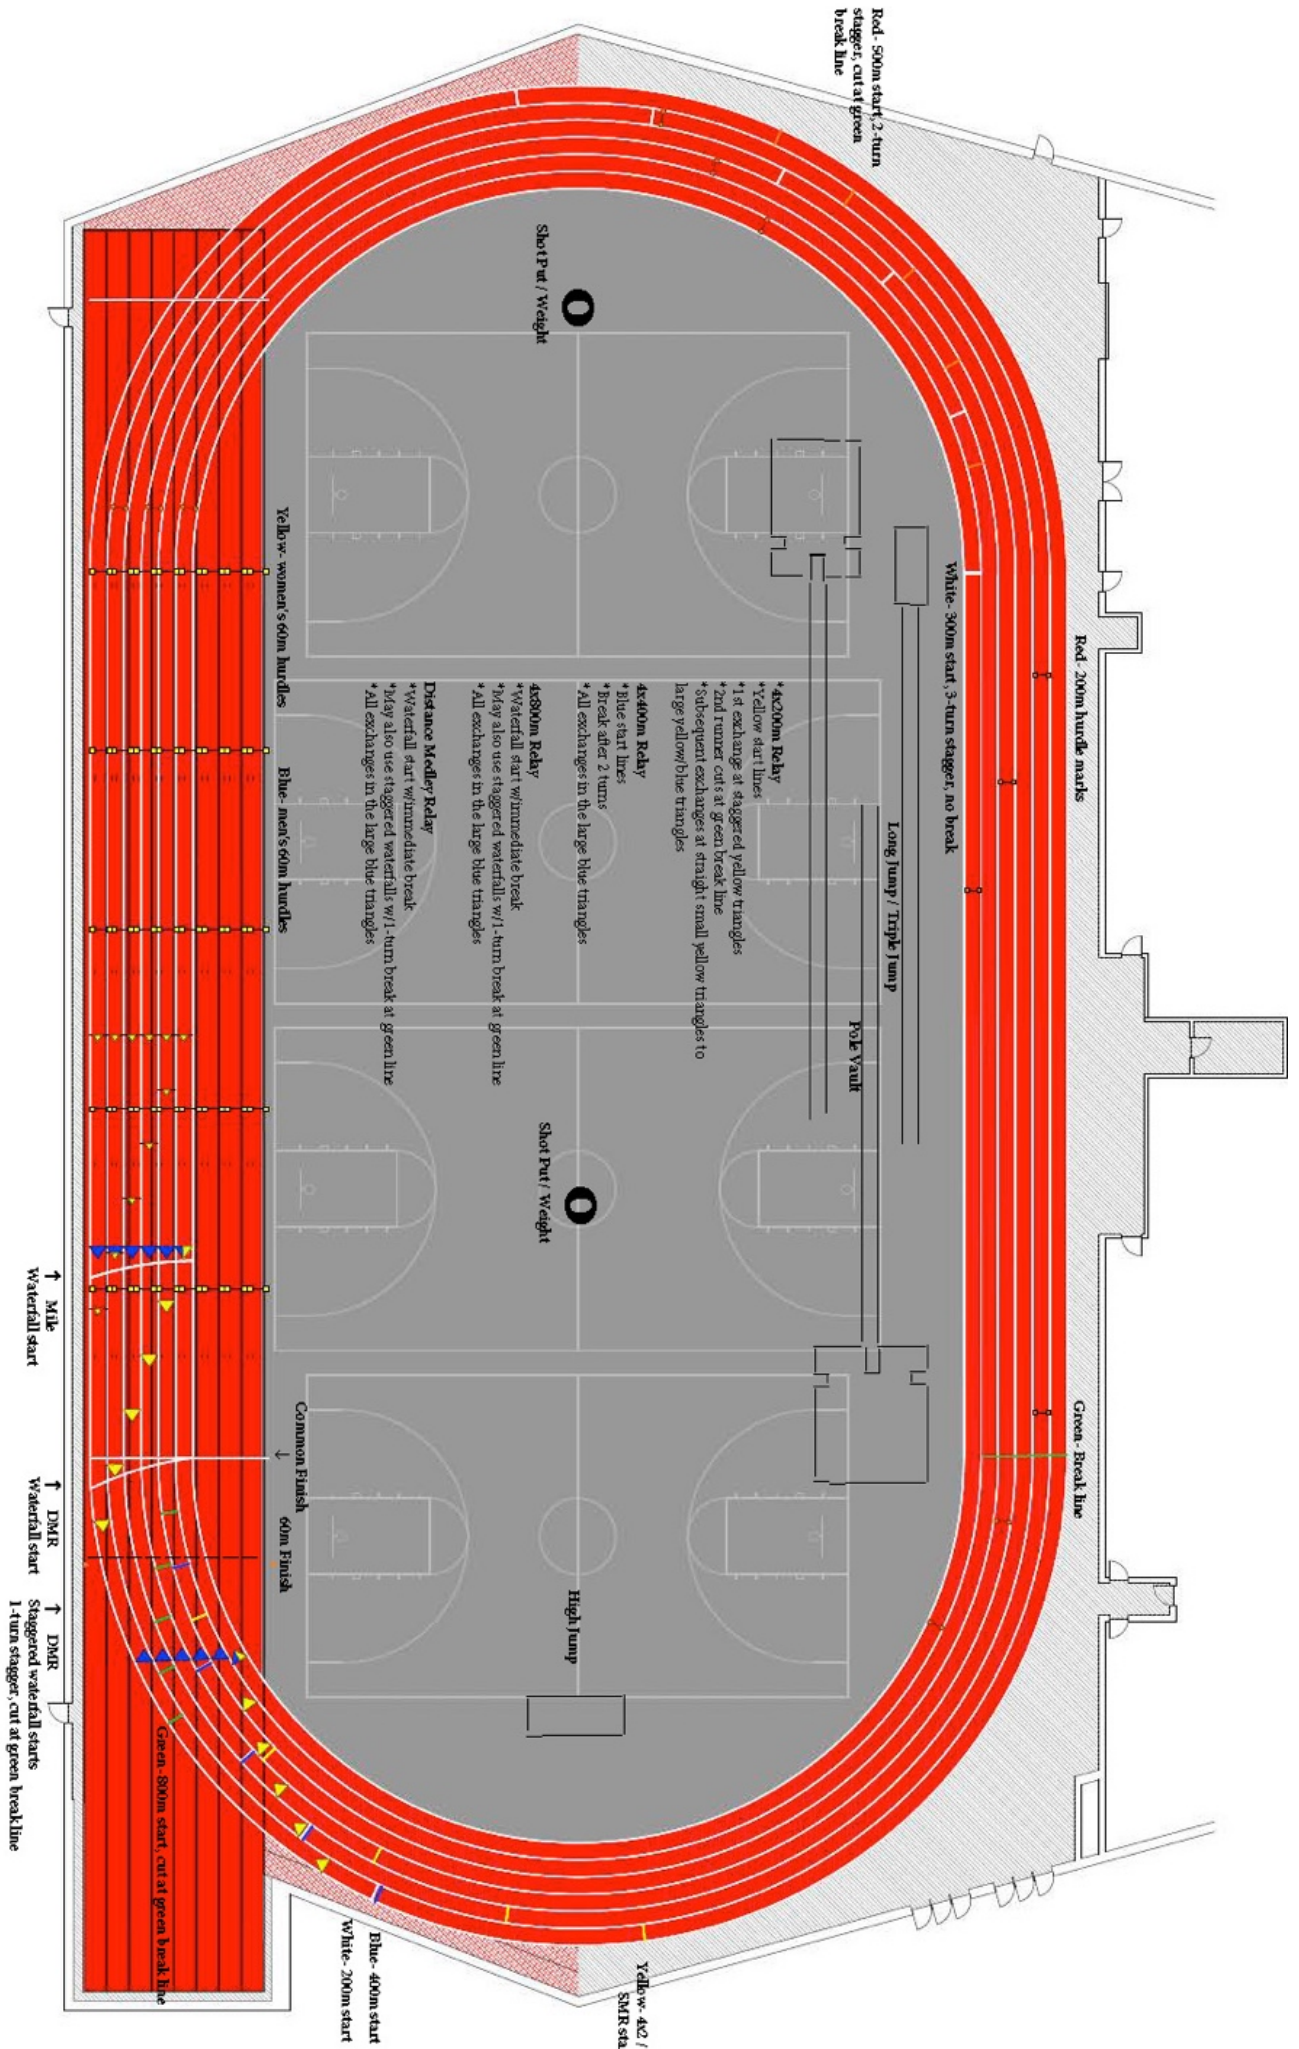 Red- 500m start, 2-turn
stagger, cut at green
break line
Shot Put / Weight
Red- 200m hurdle marks
White- 300m start, 3-turn stagger, no break
Long Jump / Triple Jump
Pole Vault
*4x200m Relay
*Yellow start lines
*1st exchange at staggered yellow triangles
*2nd runner cuts at green break line
*Subsequent exchanges at straight small yellow triangles to
large yellow/blue triangles
4x400m Relay
*Blue start lines
*Break after 2 turns
*All exchanges in the large blue triangles
4x800m Relay
*Waterfall start w/immediate break
*May also use staggered waterfalls w/1-turn break at green line
*All exchanges in the large blue triangles
Distance Medley Relay
*Waterfall start w/immediate break
*May also use staggered waterfalls w/1-turn break at green line
*All exchanges in the large blue triangles
Yellow- women's 60m hurdles
Blue- men's 60m hurdles
Shot Put / Weight
Green- Break line
High Jump
Common Finish
60m Finish
Mile
Waterfall start
DMR
Waterfall start
DMR
Staggered waterfall starts
1-turn stagger, cut at green break line
Green- 800m start, cut at green break line
Yellow- 4x2 /
SMR sta
Blue- 400m start
White- 200m start